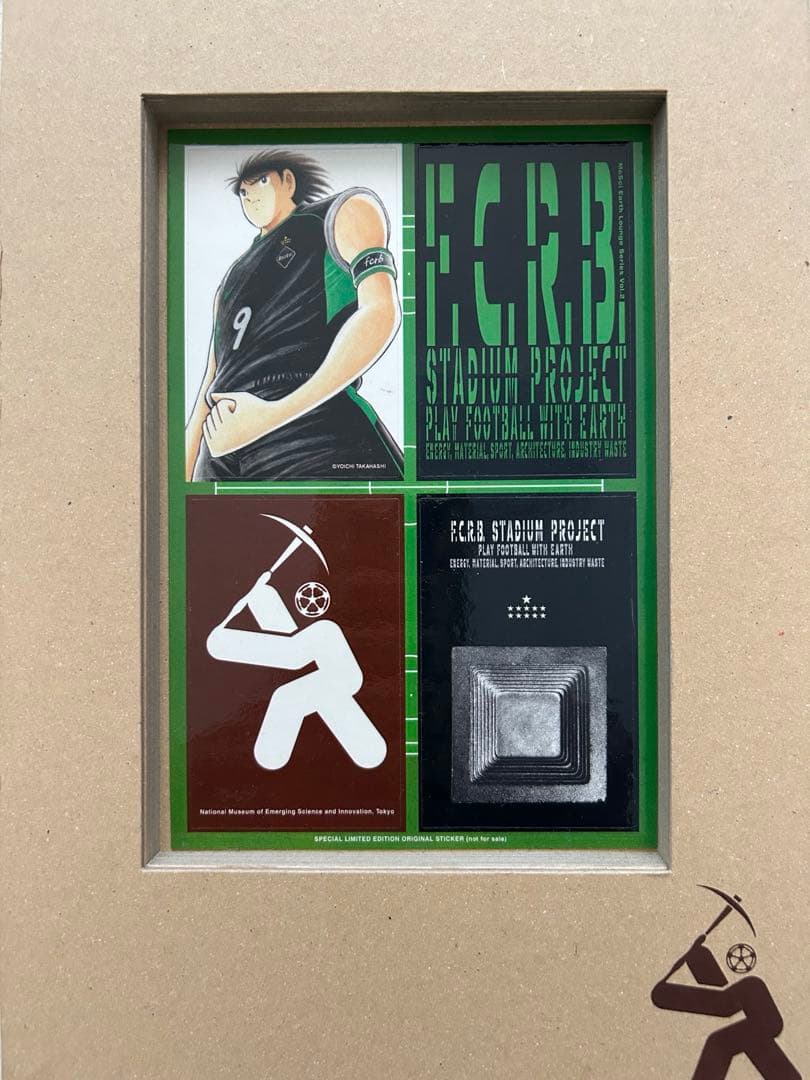 fcrb
9
©YOICHI TAKAHASHI
F.C.R.B.
MeSci Earth Lounge Series Vol.2
STADIUM PROJECT
PLAY FOOTBALL WITH EARTH
ENERGY, MATERIAL, SPORT, ARCHITECTURE, INDUSTRY WASTE
National Museum of Emerging Science and Innovation, Tokyo
F.C.R.B. STADIUM PROJECT
PLAY FOOTBALL WITH EARTH
ENERGY, MATERIAL, SPORT, ARCHITECTURE, INDUSTRY WASTE
SPECIAL LIMITED EDITION ORIGINAL STICKER (not for sale)